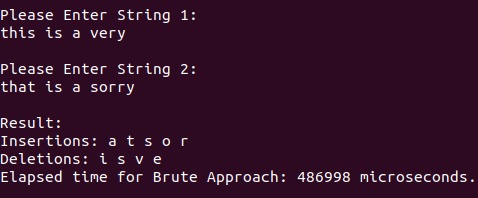 Please Enter String 1:
this is a very
Please Enter String 2:
that is a sorry
Result:
Insertions: a t s o r
Deletions: i s v e
Elapsed time for Brute Approach: 486998 microseconds.